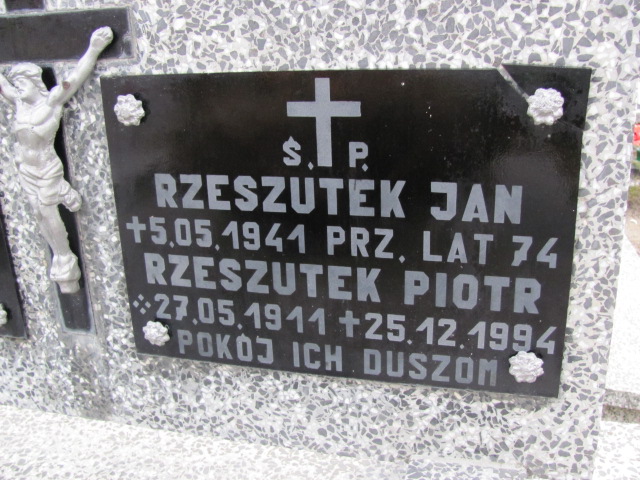 Ś. P.
RZESZUTEK JAN
+5.05.1941 PRZ. LAT 74
RZESZUTEK PIOTR
※27.05.1911 +25.12.1994
POKÓJ ICH DUSZOM